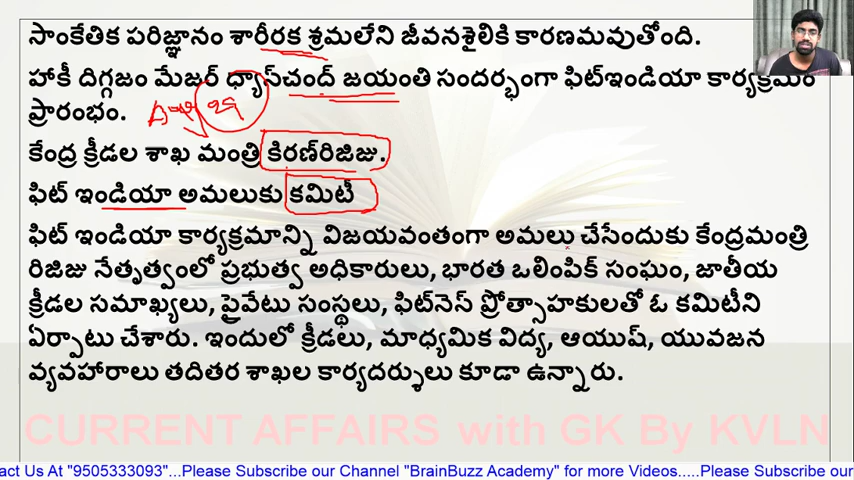 సాంకేతిక పరిజ్ఞానం శారీరక శ్రమలేని జీవనశైలికి కారణమవుతోంది.
హాకీ దిగ్గజం మేజర్ ధ్యాస్‌చంద్ జయంతి సందర్భంగా ఫిట్‌ఇండియా కార్యక్రమం
ప్రారంభం. Aug 29
కేంద్ర క్రీడల శాఖ మంత్రి కిరణ్‌రిజిజు.
ఫిట్ ఇండియా అమలుకు కమిటీ
ఫిట్ ఇండియా కార్యక్రమాన్ని విజయవంతంగా అమలు చేసేందుకు కేంద్రమంత్రి
రిజిజు నేతృత్వంలో ప్రభుత్వ అధికారులు, భారత ఒలింపిక్ సంఘం, జాతీయ
క్రీడల సమాఖ్యలు, ప్రైవేటు సంస్థలు, ఫిట్‌నెస్ ప్రోత్సాహకులతో ఓ కమిటీని
ఏర్పాటు చేశారు. ఇందులో క్రీడలు, మాధ్యమిక విద్య, ఆయుష్, యువజన
వ్యవహారాలు తదితర శాఖల కార్యదర్శులు కూడా ఉన్నారు.
CURRENT AFFAIRS with GK By KVLN
act Us At "9505333093"...Please Subscribe our Channel "BrainBuzz Academy" for more Videos.....Please Subscribe our